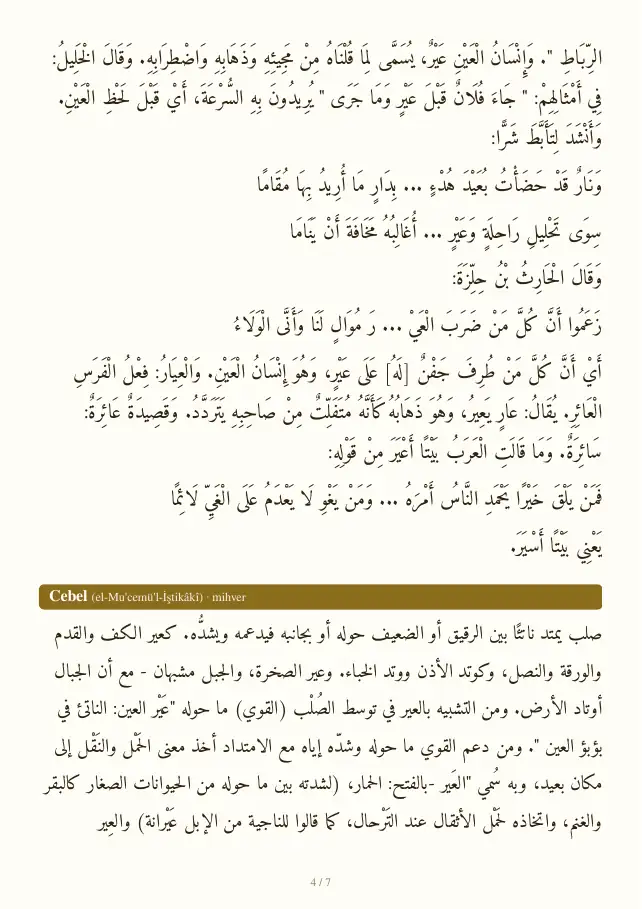 الرِّبَاطِ ". وَإِنْسَانُ الْعَيْنِ عَيْرٌ، يُسَمَّى لِمَا قُلْنَاهُ مِنْ مَجِيئِهِ وَذَهَابِهِ وَاضْطِرَابِهِ. وَقَالَ الْخَلِيلُ:
فِي أَمْثَالِهِمْ: " جَاءَ فُلَانٌ قَبْلَ عَيْرٍ وَمَا جَرَى " يُرِيدُونَ بِهِ السُّرْعَةَ، أَيْ قَبْلَ لَحْظِ الْعَيْنِ.
وَأَنْشَدَ لِتَأَبَّطَ شَرًّا:
وَنَارٌ قَدْ حَضَأْتُ بُعَيْدَ هُدْءٍ ... بِدَارٍ مَا أُرِيدُ بِهَا مُقَامًا
سِوَى تَحْلِيلِ رَاحِلَةٍ وَعَيْرٍ ... أُغَالِبُهُ مَخَافَةَ أَنْ يَنَامَا
وَقَالَ الْحَارِثُ بْنُ حِلِّزَةَ:
زَعَمُوا أَنَّ كُلَّ مَنْ ضَرَبَ الْعَيْ ... رَ مُوَالٍ لَنَا وَأَنَّى الْوَلَاءُ
أَيْ أَنَّ كُلَّ مَنْ طُرِفَ جَفْنٌ [لَهُ] عَلَى عَيْرٍ، وَهُوَ إِنْسَانُ الْعَيْنِ. وَالْعِيَارُ: فِعْلُ الْفَرَسِ
الْعَائِرِ. يُقَالُ: عَارَ يَعِيرُ، وَهُوَ ذَهَابُهُ كَأَنَّهُ مُتَفَلِّتٌ مِنْ صَاحِبِهِ يَتَرَدَّدُ. وَقَصِيدَةٌ عَائِرَةٌ:
سَائِرَةٌ. وَمَا قَالَتِ الْعَرَبُ بَيْتًا أَعْيَرَ مِنْ قَوْلِهِ:
فَمَنْ يَلْقَ خَيْرًا يَحْمَدِ النَّاسُ أَمْرَهُ ... وَمَنْ يَغْوِ لَا يَعْدَمُ عَلَى الْغَيِّ لَائِمًا
يَعْنِي بَيْتًا أَسْيَرَ.
Cebel (el-Mu'cemü'l-İştikâkî) · mihver
صلب يمتد ناتئًا بين الرقيق أو الضعيف حوله أو بجانبه فيدعمه ويشدُّه. كعير الكف والقدم
والورقة والنصل، وكوتد الأذن ووتد الخباء. وعير الصخرة، والجبل مشبهان - مع أن الجبال
أوتاد الأرض. ومن التشبيه بالعير في توسط الصُلْب (القوي) ما حوله "عَيْر العين: الناتئ في
بؤبؤ العين ". ومن دعم القوي ما حوله وشدّه إياه مع الامتداد أخذ معنى الحَمْل والنَقْل إلى
مكان بعيد، وبه سُمي "العَير -بالفتح: الحمار، (لشدته بين ما حوله من الحيوانات الصغار كالبقر
والغنم، واتخاذه لحَمْل الأثقال عند التَرْحال، كما قالوا للناجية من الإبل عَيْرانة) والعِير
4 / 7